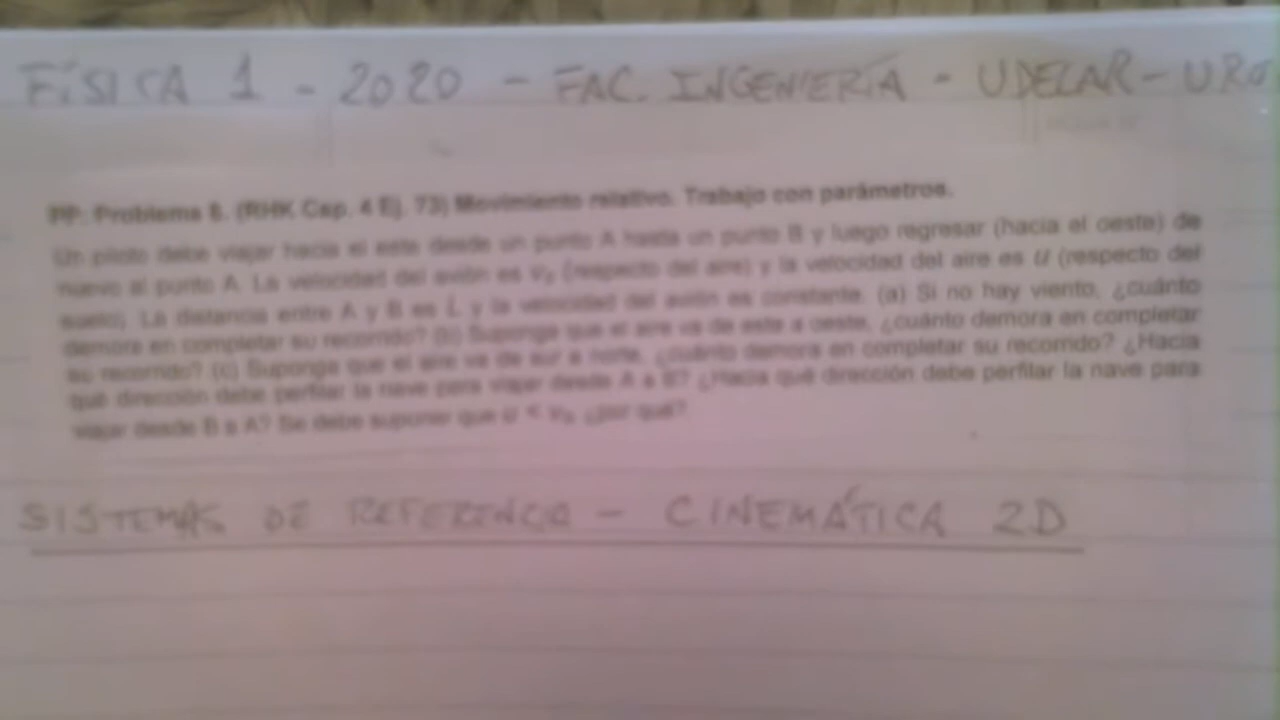 FÍSICA 1 - 2020 - FAC. INGENIERÍA - UDELAR - URU
PP: Problema 8. (RHK Cap. 4 Ej. 73) Movimiento relativo. Trabajo con parámetros.
Un piloto debe viajar hacia el este desde un punto A hasta un punto B y luego regresar (hacia el oeste) de
nuevo al punto A. La velocidad del avión es v₀ (respecto del aire) y la velocidad del aire es u (respecto del
suelo). La distancia entre A y B es L y la velocidad del avión es constante. (a) Si no hay viento, ¿cuánto
demora en completar su recorrido? (b) Suponga que el aire va de este a oeste, ¿cuánto demora en completar
su recorrido? (c) Suponga que el aire va de sur a norte, ¿cuánto demora en completar su recorrido? ¿Hacia
qué dirección debe perfilar la nave para viajar desde A a B? ¿Hacia qué dirección debe perfilar la nave para
viajar desde B a A? Se debe suponer que u < v₀ ¿por qué?
SISTEMAS DE REFERENCIA - CINEMÁTICA 2D